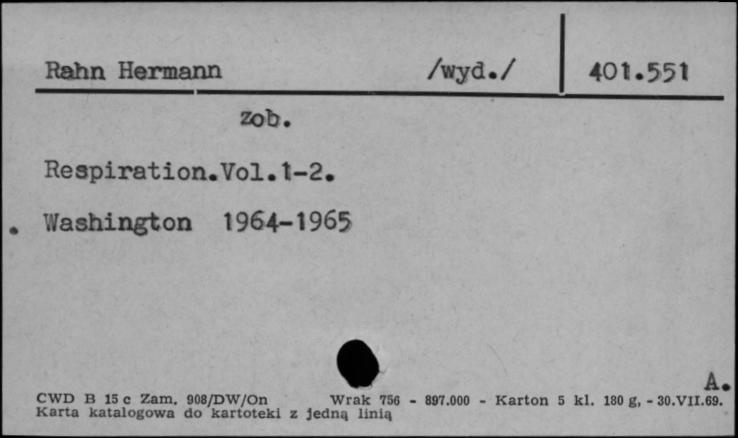 Rahn Hermann /wyd./ 401.551
zob.
Respiration.Vol.1-2.
Washington 1964-1965
A.
CWD B 15 c Zam. 908/DW/On Wrak 756 - 897.000 - Karton 5 kl. 180 g, - 30.VII.69.
Karta katalogowa do kartoteki z jedną linią